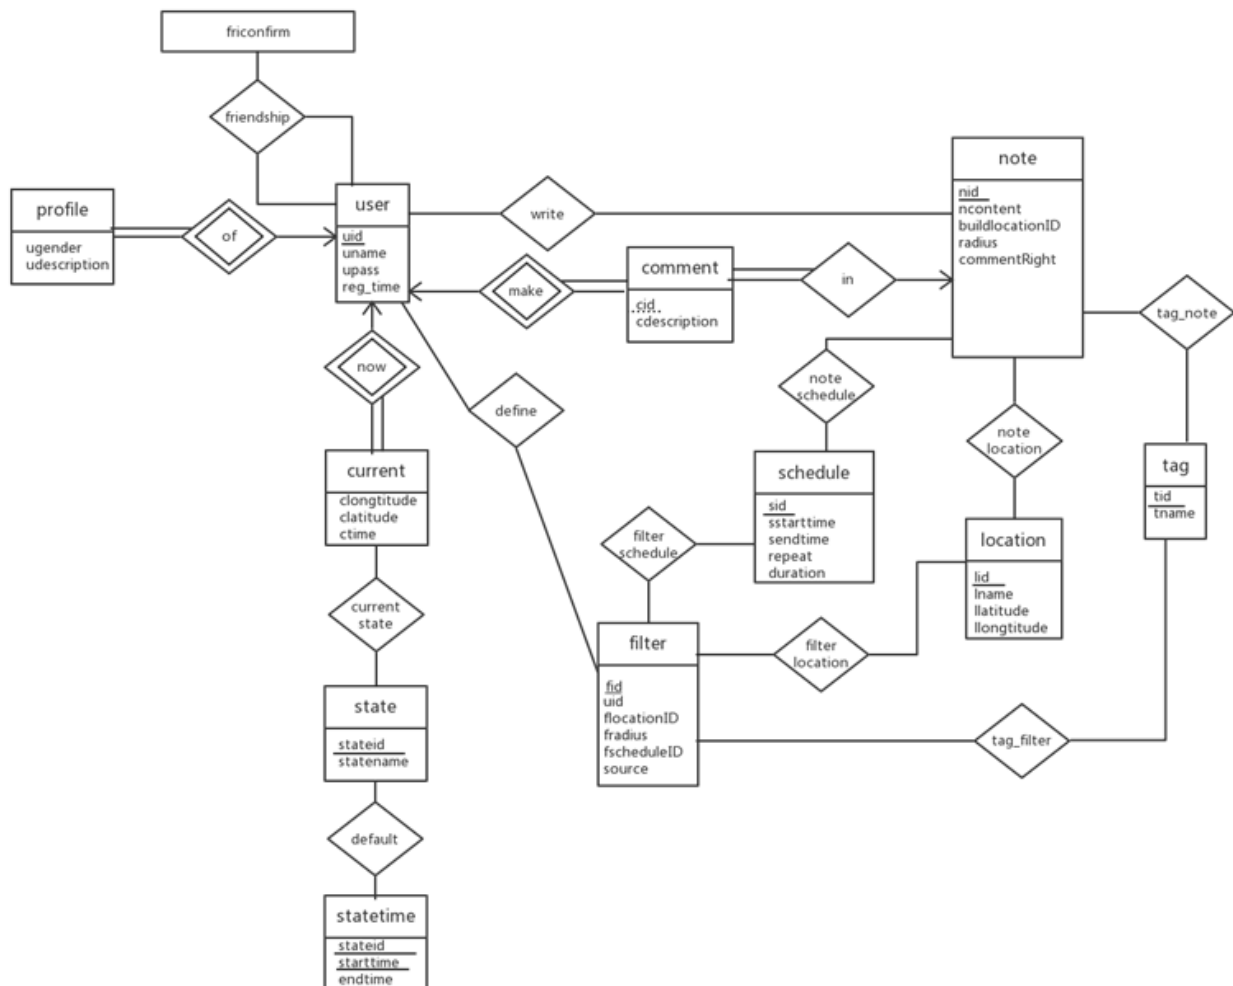 friconfirm
friendship
profile
ugender
udescription
of
user
uid
uname
upass
reg_time
write
note
nid
ncontent
buildlocationID
radius
commentRight
make
comment
cid
cdescription
in
tag_note
now
define
note
schedule
note
location
current
clongtitude
clatitude
ctime
schedule
sid
sstarttime
sendtime
repeat
duration
tag
tid
tname
filter
schedule
location
lid
lname
llatitude
llongtitude
current
state
filter
fid
uid
flocationID
fradius
fscheduleID
source
filter
location
state
stateid
statename
tag_filter
default
statetime
stateid
starttime
endtime